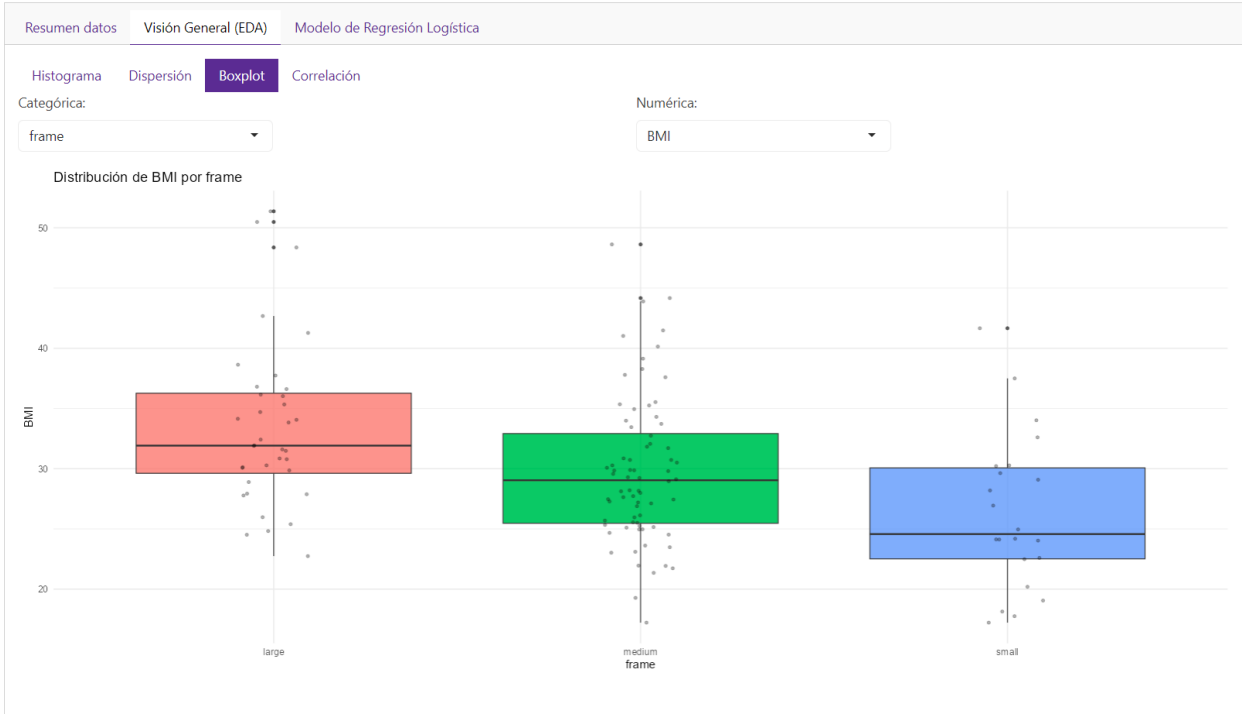 Resumen datos Visión General (EDA) Modelo de Regresión Logística
Histograma Dispersión Boxplot Correlación
Categórica: Numérica:
frame BMI
Distribución de BMI por frame
50
40
BMI
30
20
large medium small
frame